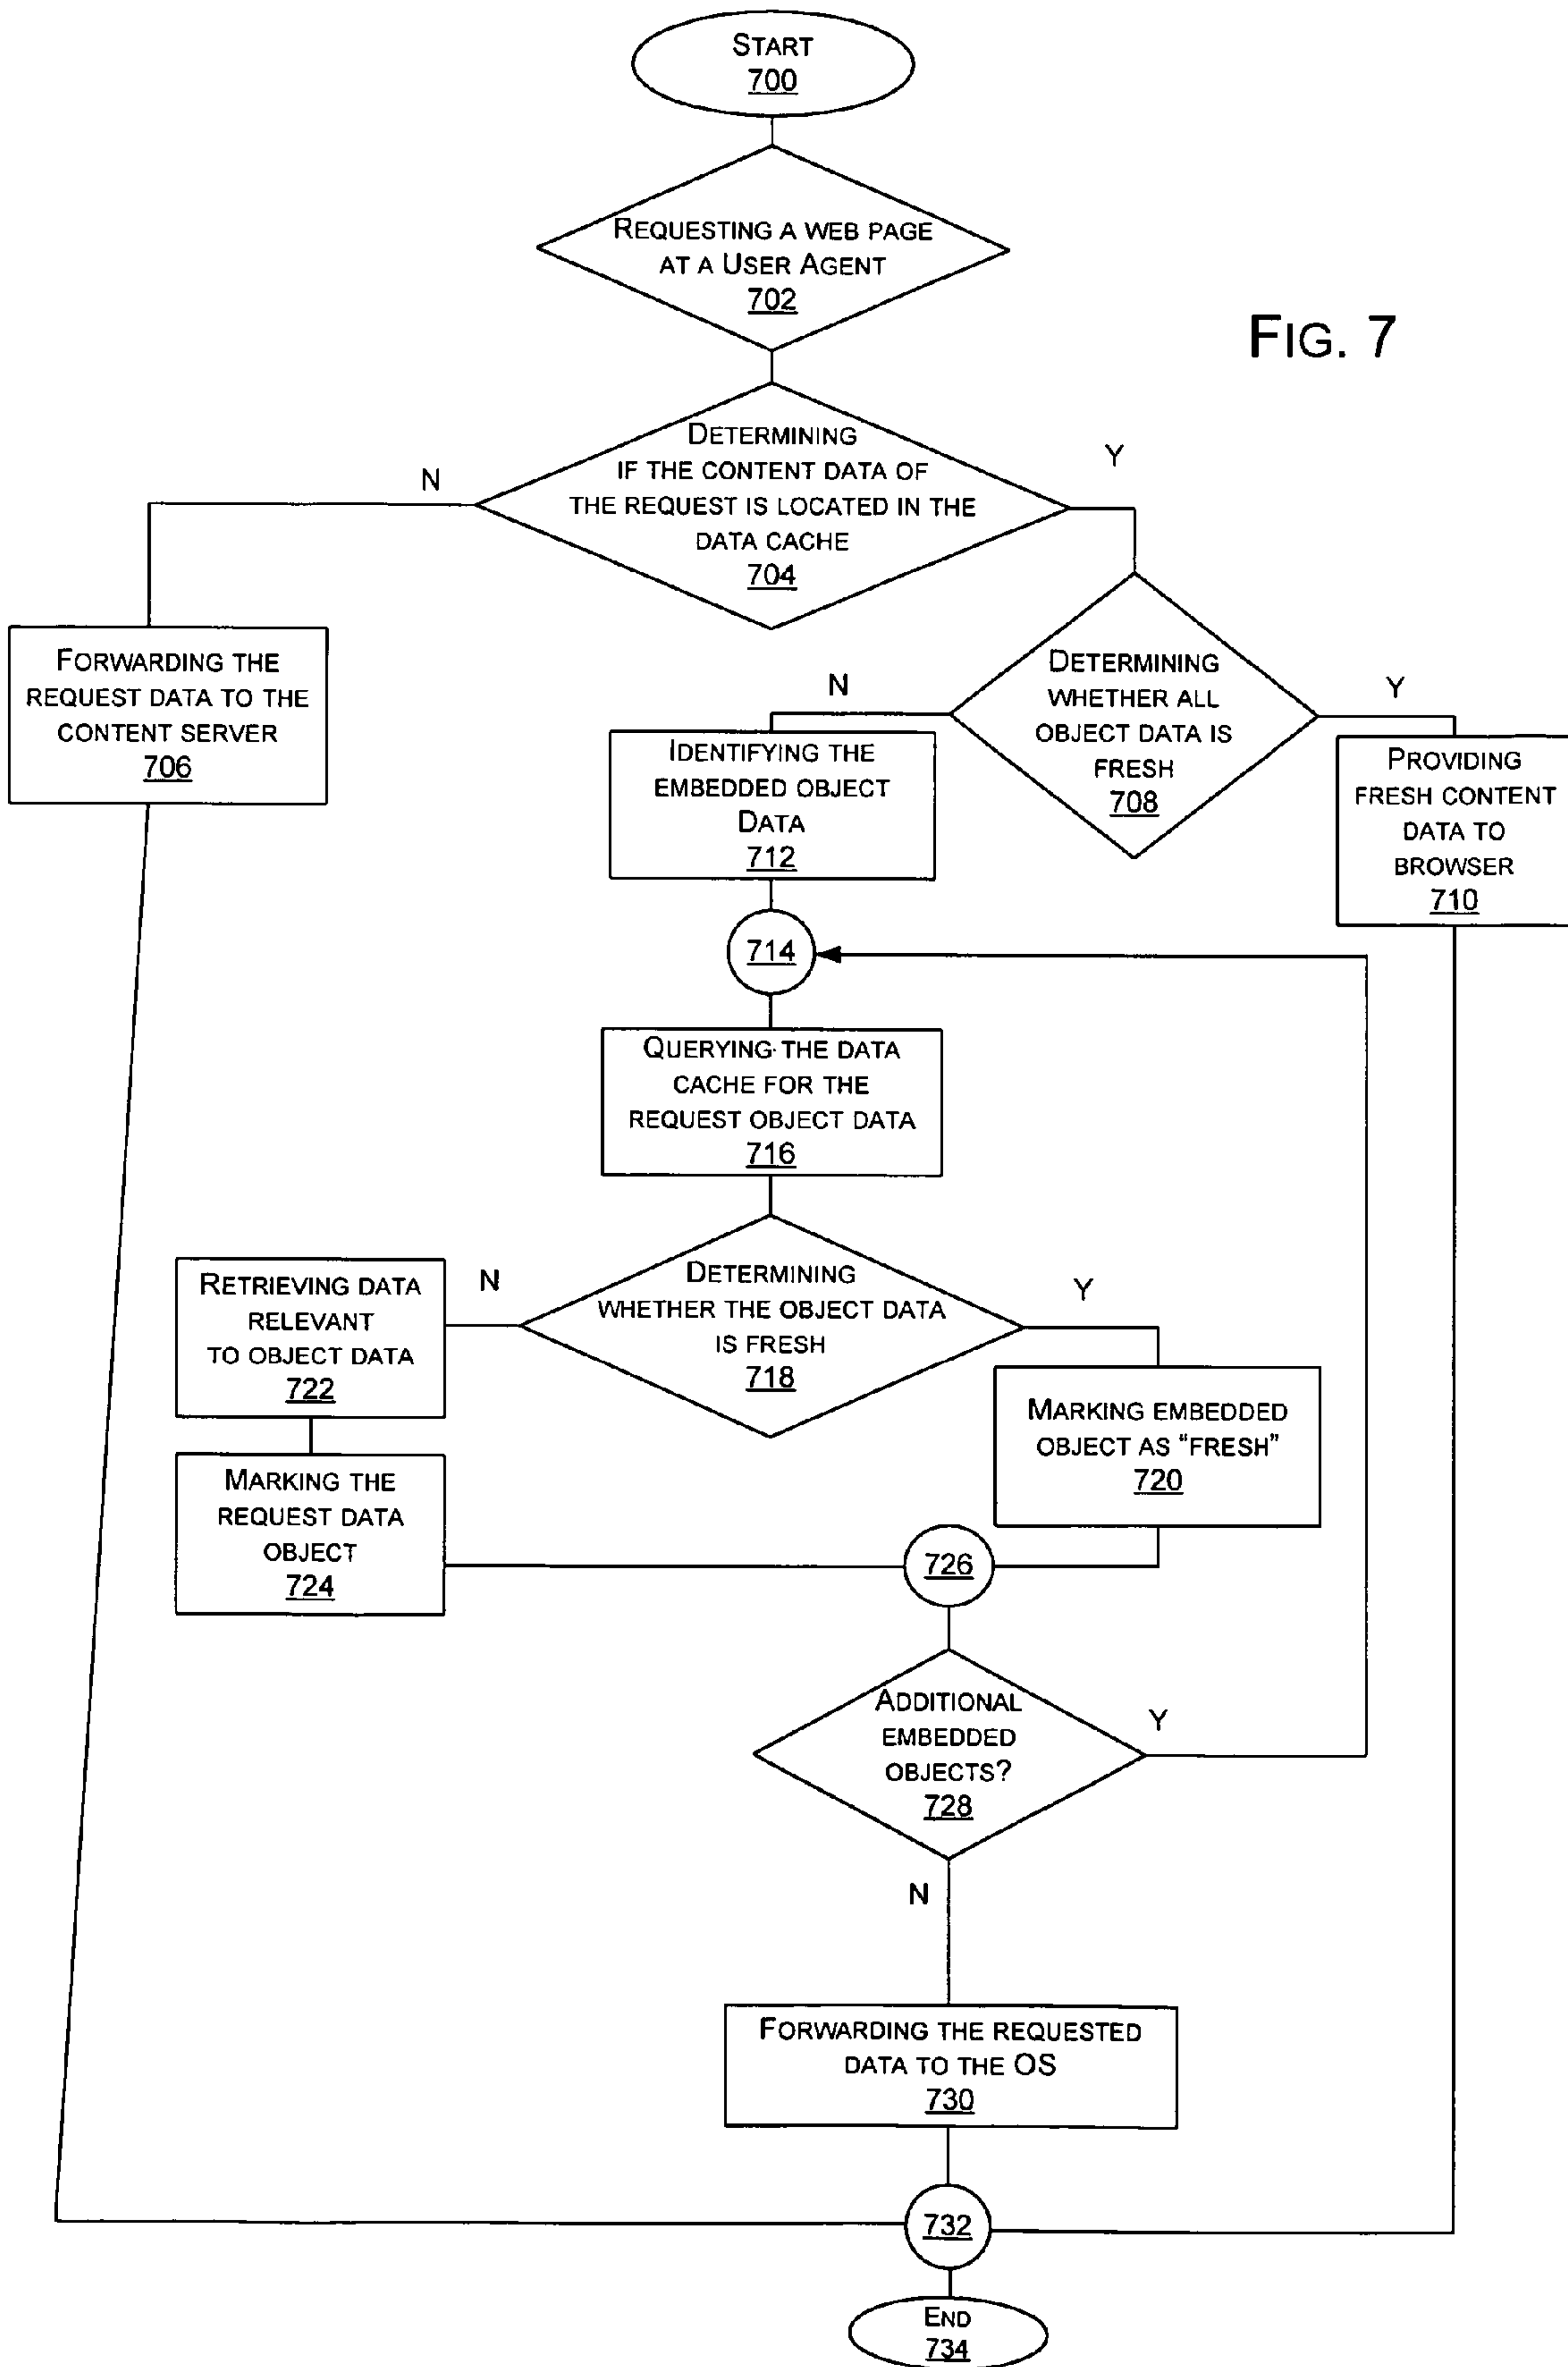 START
700
REQUESTING A WEB PAGE
AT A USER AGENT
702
FIG. 7
DETERMINING
IF THE CONTENT DATA OF
THE REQUEST IS LOCATED IN THE
DATA CACHE
704
N
Y
FORWARDING THE
REQUEST DATA TO THE
CONTENT SERVER
706
DETERMINING
WHETHER ALL
OBJECT DATA IS
FRESH
708
N
Y
IDENTIFYING THE
EMBEDDED OBJECT
DATA
712
PROVIDING
FRESH CONTENT
DATA TO
BROWSER
710
714
QUERYING THE DATA
CACHE FOR THE
REQUEST OBJECT DATA
716
DETERMINING
WHETHER THE OBJECT DATA
IS FRESH
718
N
Y
RETRIEVING DATA
RELEVANT
TO OBJECT DATA
722
MARKING EMBEDDED
OBJECT AS “FRESH”
720
MARKING THE
REQUEST DATA
OBJECT
724
726
ADDITIONAL
EMBEDDED
OBJECTS?
728
Y
N
FORWARDING THE REQUESTED
DATA TO THE OS
730
732
END
734